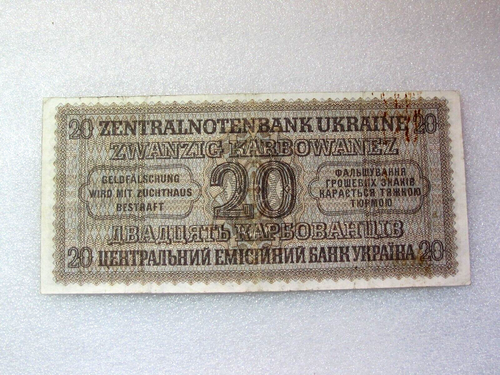 20 ZENTRALNOTENBANK UKRAINE 20
ZWANZIG KARBOWANEZ
GELDFÄLSCHUNG
WIRD MIT ZUCHTHAUS
BESTRAFT
20
ФАЛЬШУВАННЯ
ГРОШЕВИХ ЗНАКІВ
КАРАЄТЬСЯ ТЯЖКОЮ
ТЮРМОЮ
ДВАДЦЯТЬ КАРБОВАНЦІВ
20 ЦЕНТРАЛЬНИЙ ЕМІСІЙНИЙ БАНК УКРАЇНА 20